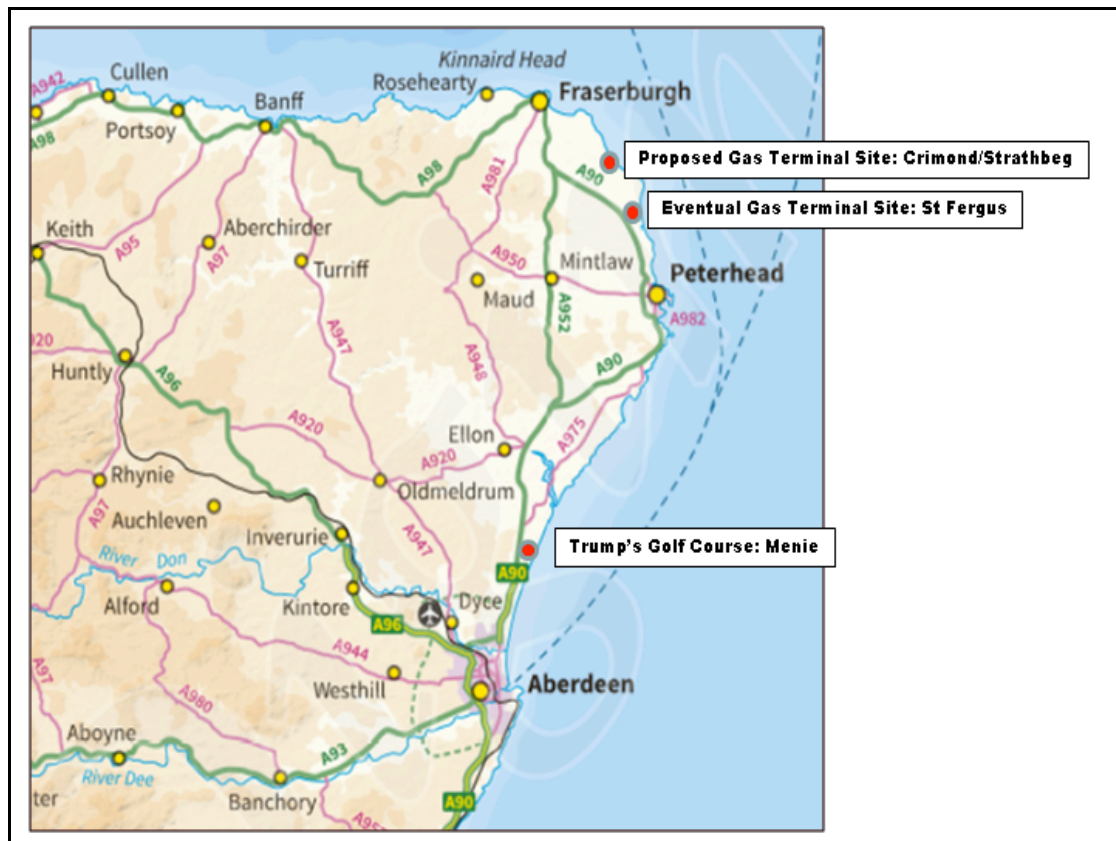 Kinnaird Head
Cullen
Rosehearty
Fraserburgh
A942
Banff
Portsoy
A98
A98
A981
Proposed Gas Terminal Site: Crimond/Strathbeg
A90
Eventual Gas Terminal Site: St Fergus
Keith
Aberchirder
A95
A97
Turriff
A950
Mintlaw
Peterhead
Maud
A952
A982
A947
A948
A90
Huntly
A96
A920
Ellon
A975
A920
Rhynie
Oldmeldrum
Auchleven
A97
Inverurie
A947
Trump's Golf Course: Menie
River Don
A90
Alford
Kintore
Dyce
A96
A944
Westhill
Aberdeen
A97
A980
Aboyne
A93
River Dee
Banchory
A90
ter